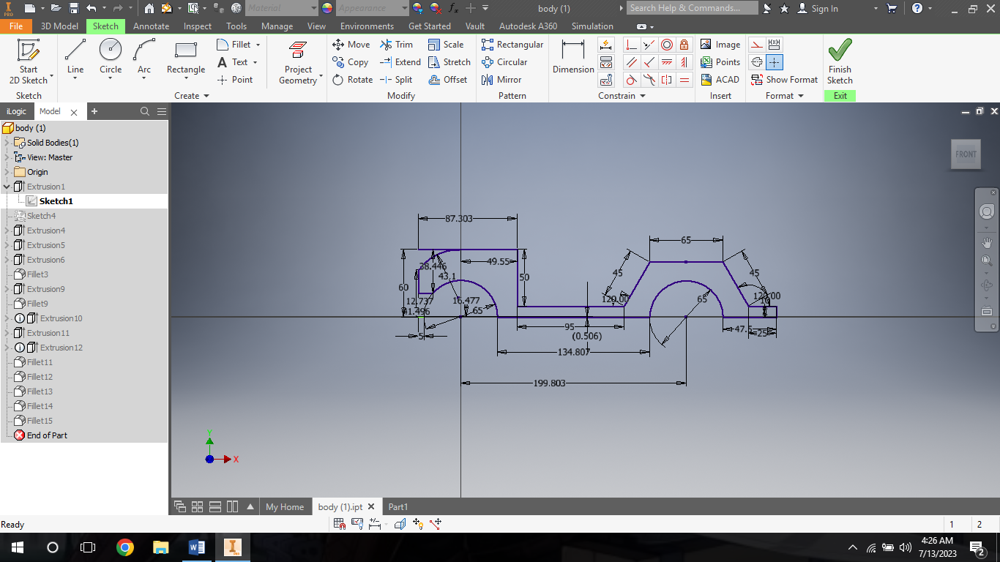 I PRO Material Appearance fx body (1) Search Help & Commands... Sign In
File 3D Model Sketch Annotate Inspect Tools Manage View Environments Get Started Vault Autodesk A360 Simulation
Start 2D Sketch Line Circle Arc Rectangle Fillet Text Point Project Geometry
Move Copy Rotate Trim Extend Split Scale Stretch Offset
Rectangular Circular Mirror Dimension Image Points ACAD Show Format Finish Sketch
Sketch Create Modify Pattern Constrain Insert Format Exit
iLogic Model
body (1)
Solid Bodies(1)
View: Master
Origin
Extrusion1
Sketch1
Sketch4
Extrusion4
Extrusion5
Extrusion6
Fillet3
Extrusion9
Fillet9
Extrusion10
Extrusion11
Extrusion12
Fillet11
Fillet12
Fillet13
Fillet14
Fillet15
End of Part
FRONT
87.303
65
49.55
38.446
45
45
43.1
50
60
12.737
16.477
120.00
65
120.00
10
41.496
65
95
47.5
25
5
(0.506)
134.807
199.803
Y
X
My Home body (1).ipt Part1
Ready 1 2
4:26 AM
7/13/2023
2